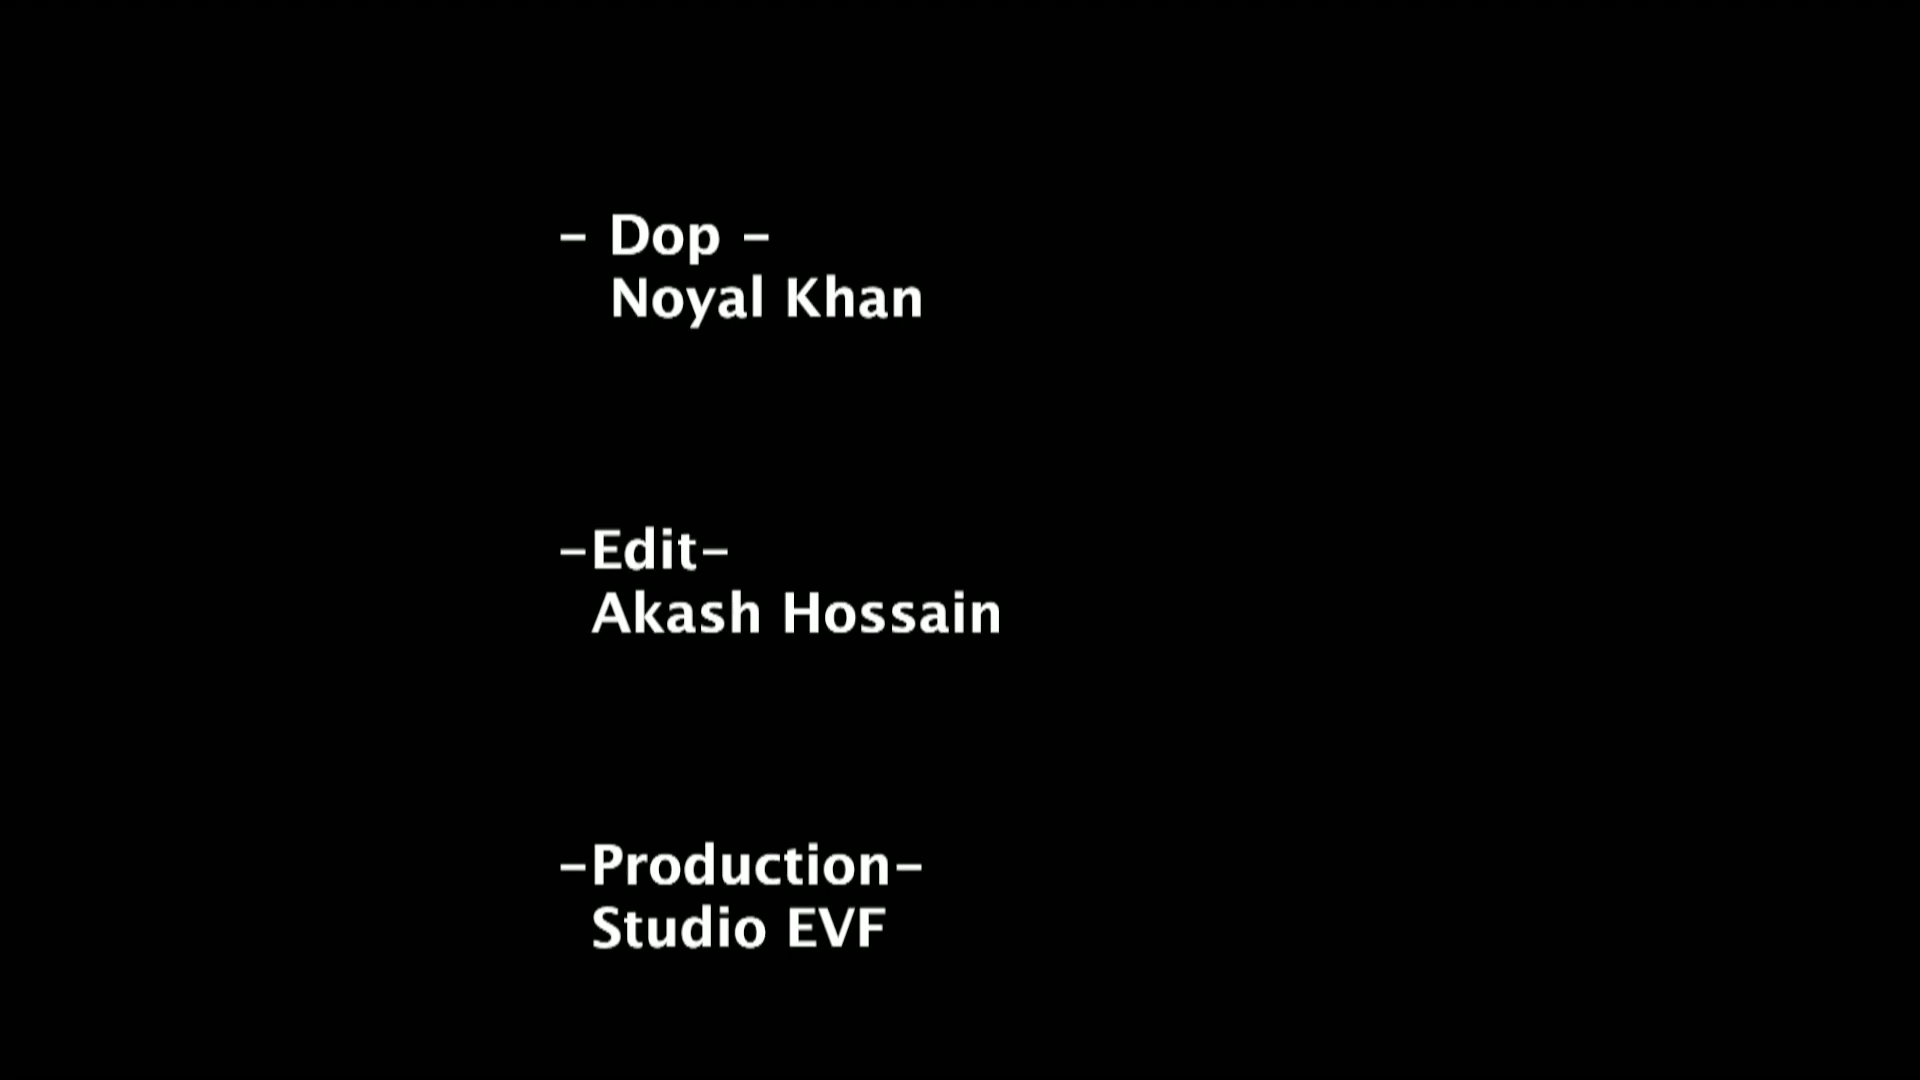 - Dop -
Noyal Khan
-Edit-
Akash Hossain
-Production-
Studio EVF